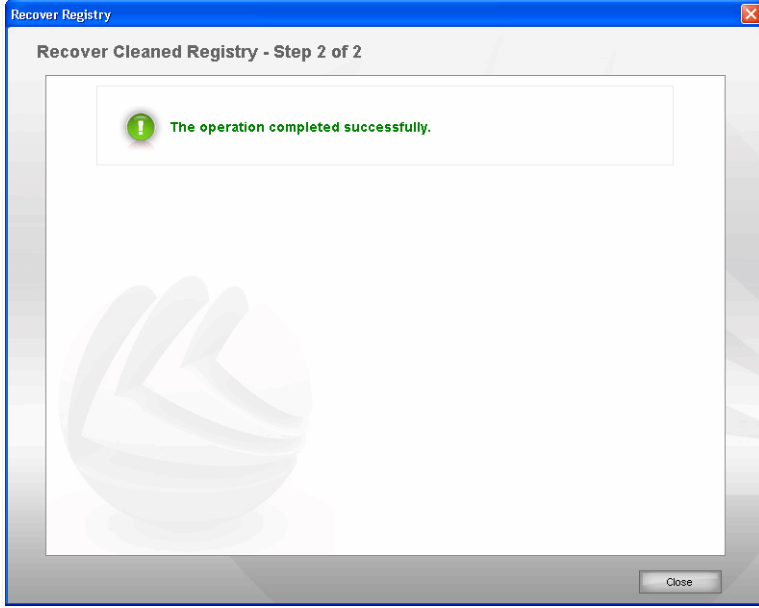 Recover Registry
Recover Cleaned Registry - Step 2 of 2
The operation completed successfully.
Close